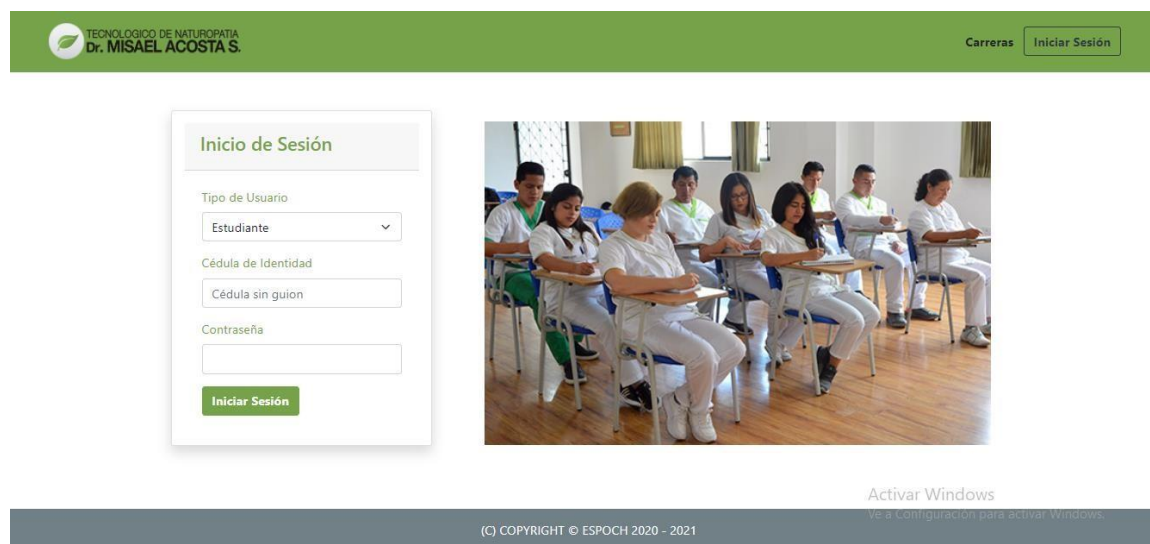 TECNOLOGICO DE NATUROPATIA
Dr. MISAEL ACOSTA S.
Carreras
Iniciar Sesión
Inicio de Sesión
Tipo de Usuario
Estudiante
Cédula de Identidad
Cédula sin guion
Contraseña
Iniciar Sesión
Activar Windows
Ve a Configuración para activar Windows.
(C) COPYRIGHT © ESPOCH 2020 - 2021